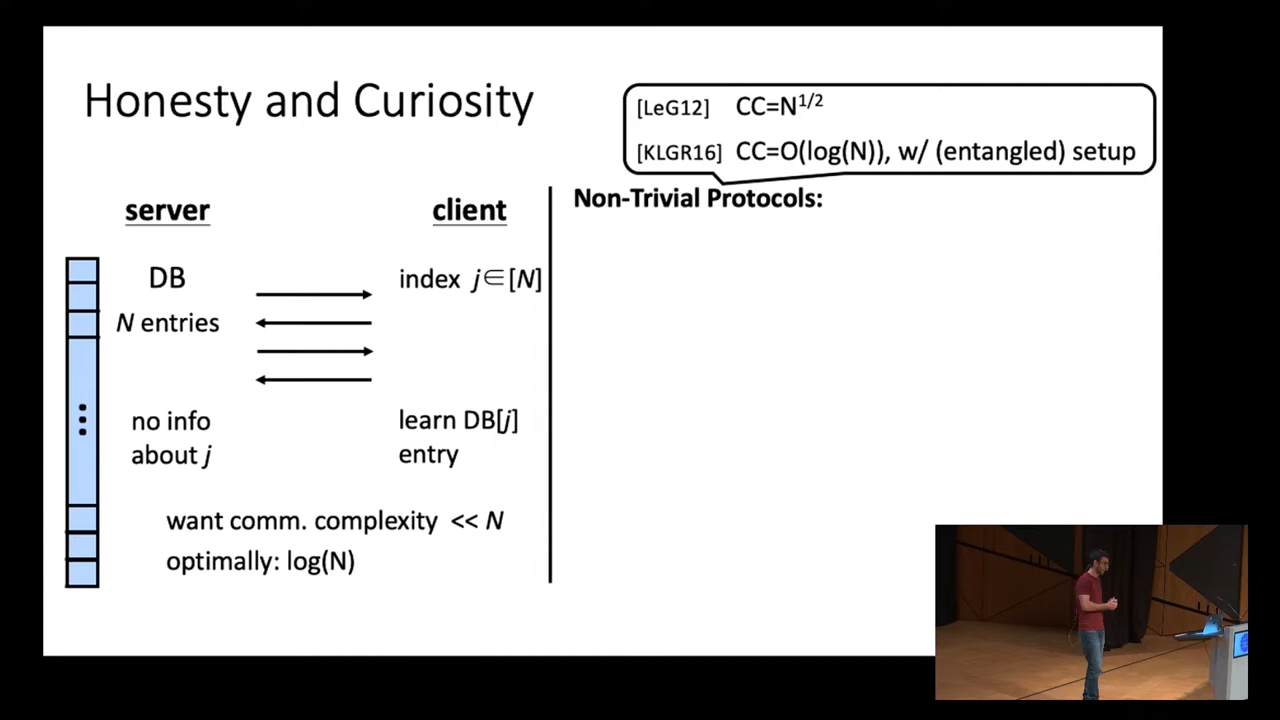 Honesty and Curiosity
[LeG12] CC=N^1/2
[KLGR16] CC=O(log(N)), w/ (entangled) setup
Non-Trivial Protocols:
server
client
DB
index j∈[N]
N entries
no info
about j
learn DB[j]
entry
want comm. complexity << N
optimally: log(N)